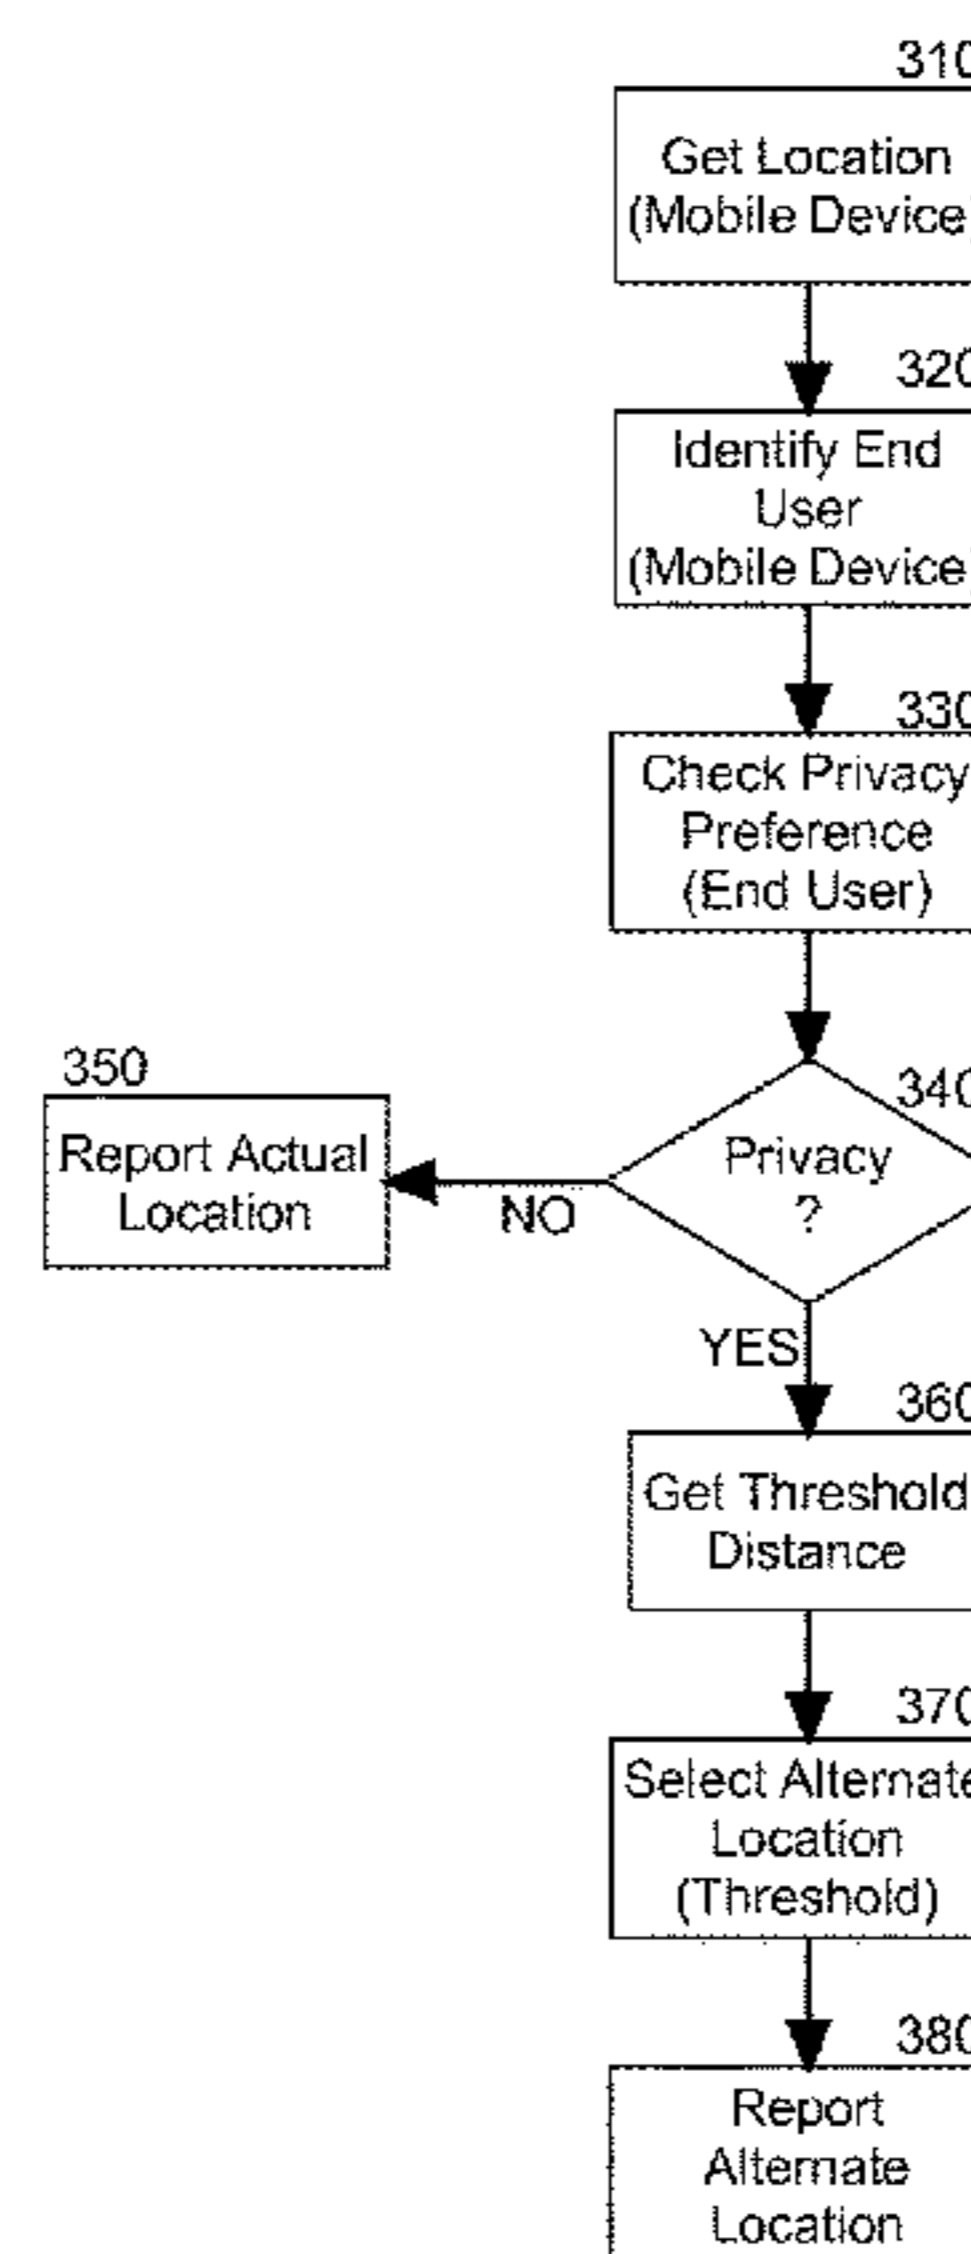 310
Get Location
(Mobile Device)
320
Identify End
User
(Mobile Device)
330
Check Privacy
Preference
(End User)
340
Privacy
?
350
Report Actual
Location
NO
YES
360
Get Threshold
Distance
370
Select Alternate
Location
(Threshold)
380
Report
Alternate
Location